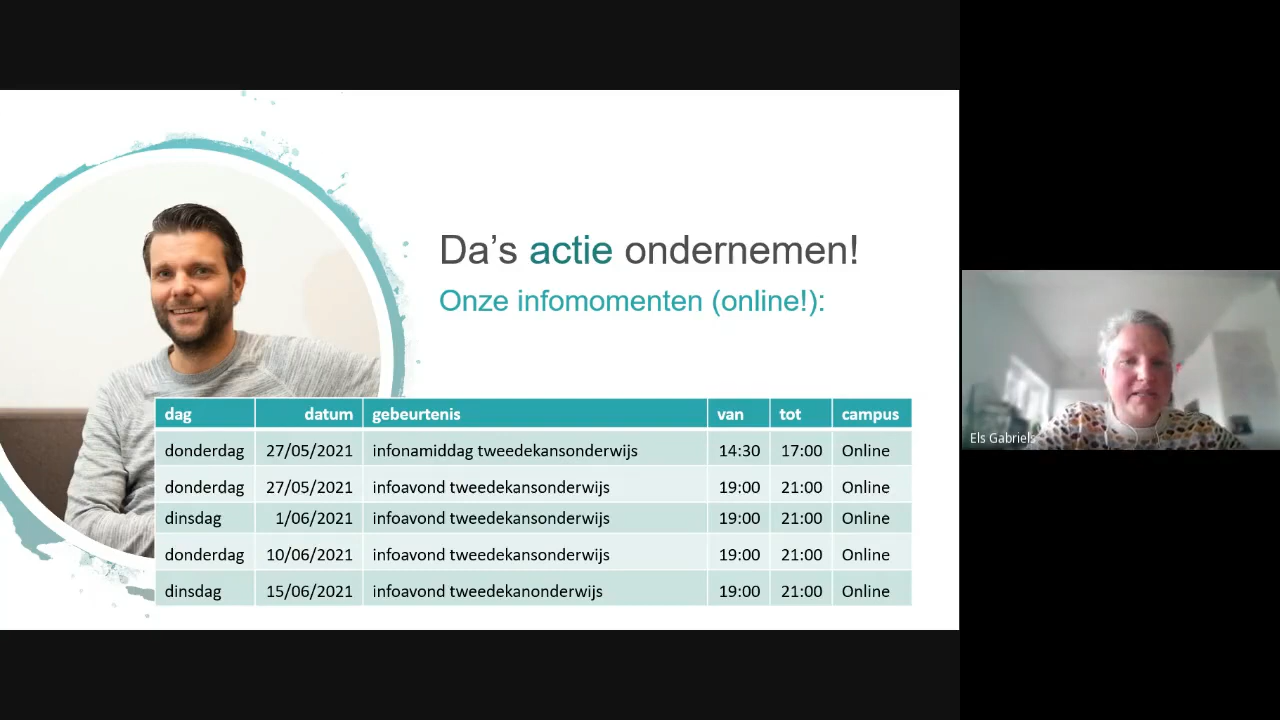 Da's actie ondernemen!
Onze infomomenten (online!):
dag datum gebeurtenis van tot campus
donderdag 27/05/2021 infonamiddag tweedekansonderwijs 14:30 17:00 Online
donderdag 27/05/2021 infoavond tweedekansonderwijs 19:00 21:00 Online
dinsdag 1/06/2021 infoavond tweedekansonderwijs 19:00 21:00 Online
donderdag 10/06/2021 infoavond tweedekansonderwijs 19:00 21:00 Online
dinsdag 15/06/2021 infoavond tweedekanonderwijs 19:00 21:00 Online
Els Gabriels